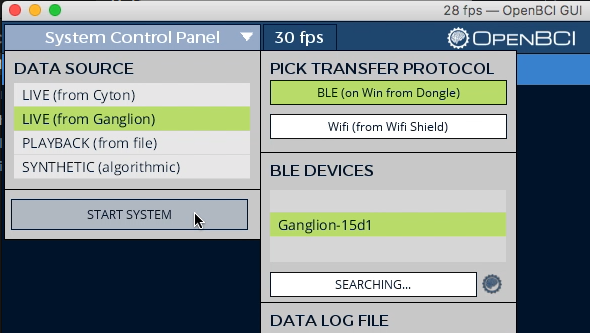 28 fps — OpenBCI GUI
System Control Panel
30 fps
OPENBCI
DATA SOURCE
LIVE (from Cyton)
LIVE (from Ganglion)
PLAYBACK (from file)
SYNTHETIC (algorithmic)
START SYSTEM
PICK TRANSFER PROTOCOL
BLE (on Win from Dongle)
Wifi (from Wifi Shield)
BLE DEVICES
Ganglion-15d1
SEARCHING...
DATA LOG FILE